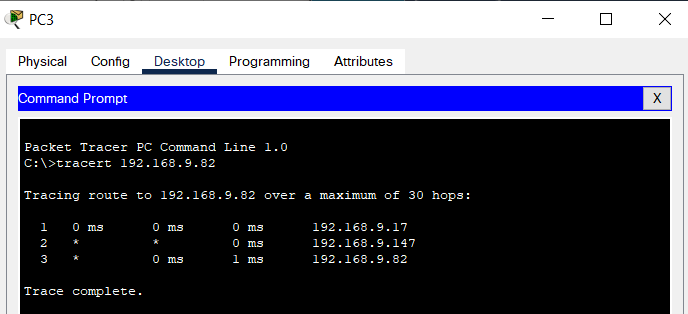 PC3
Physical Config Desktop Programming Attributes
Command Prompt X
Packet Tracer PC Command Line 1.0
C:\>tracert 192.168.9.82
Tracing route to 192.168.9.82 over a maximum of 30 hops:
1 0 ms 0 ms 0 ms 192.168.9.17
2 * * 0 ms 192.168.9.147
3 * 0 ms 1 ms 192.168.9.82
Trace complete.